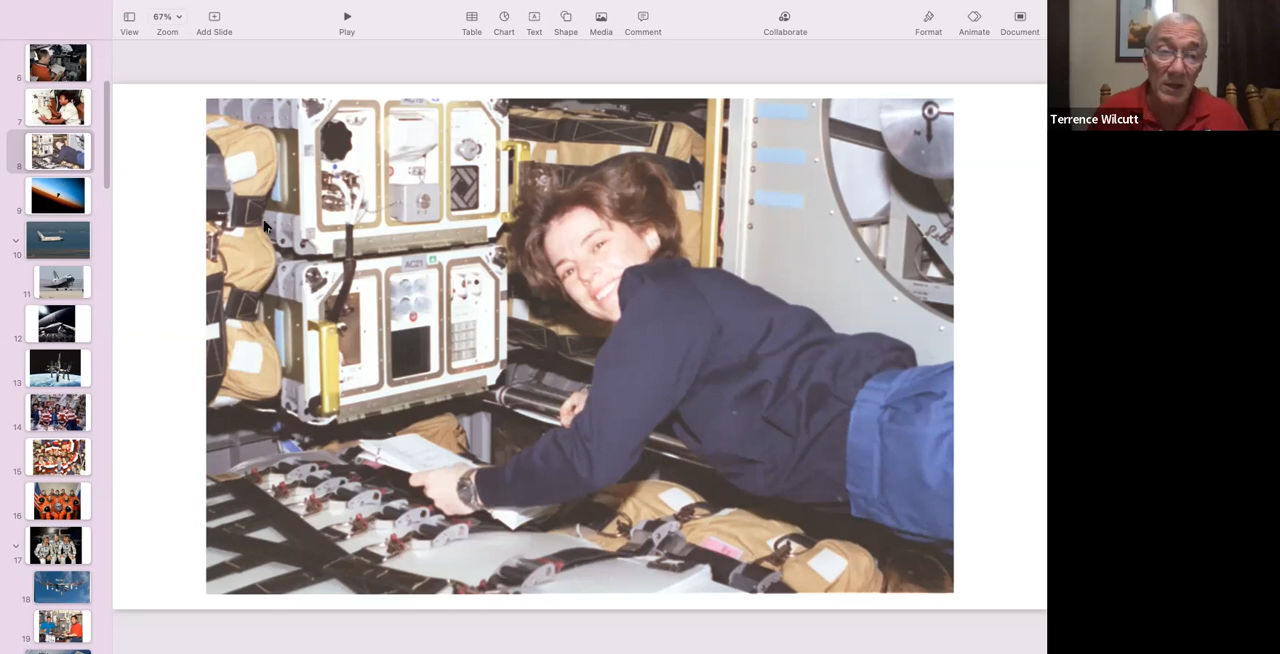 67%
View
Zoom
Add Slide
Play
Table
Chart
Text
Shape
Media
Comment
Collaborate
Format
Animate
Document
Terrence Wilcutt
6
7
8
9
10
11
12
13
14
15
16
17
18
19
AC21